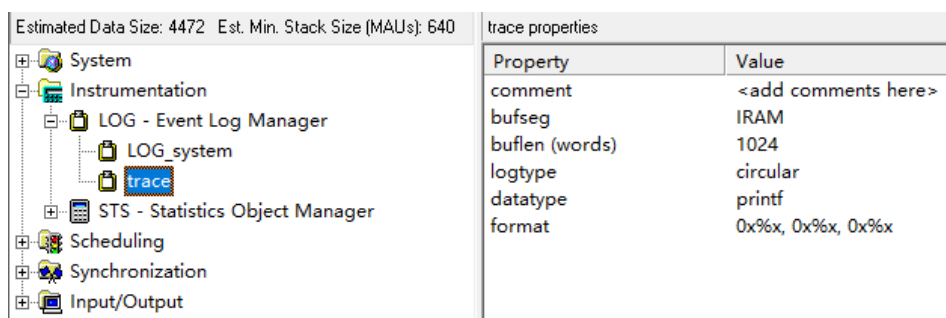 Estimated Data Size: 4472 Est. Min. Stack Size (MAUs): 640
System
Instrumentation
LOG - Event Log Manager
LOG_system
trace
STS - Statistics Object Manager
Scheduling
Synchronization
Input/Output
trace properties
Property Value
comment <add comments here>
bufseg IRAM
buflen (words) 1024
logtype circular
datatype printf
format 0x%x, 0x%x, 0x%x